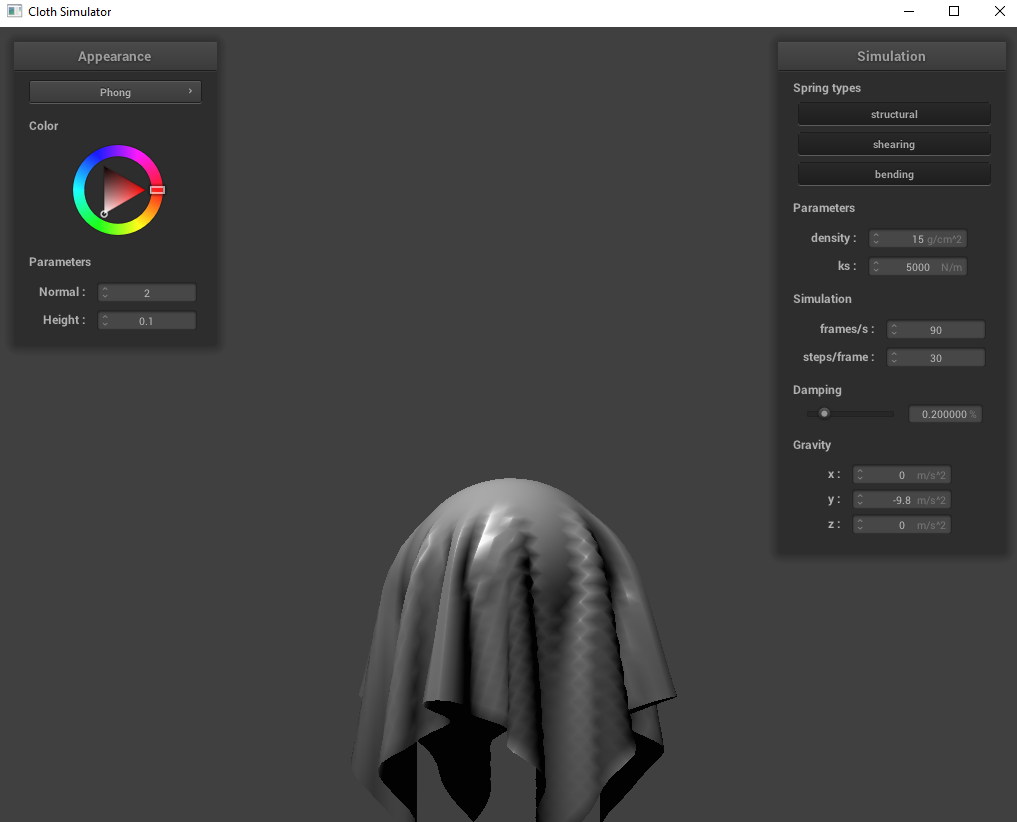 Cloth Simulator
Appearance
Phong
Color
Parameters
Normal : 2
Height : 0.1
Simulation
Spring types
structural
shearing
bending
Parameters
density : 15 g/cm^2
ks : 5000 N/m
Simulation
frames/s : 90
steps/frame : 30
Damping
0.200000 %
Gravity
x : 0 m/s^2
y : -9.8 m/s^2
z : 0 m/s^2